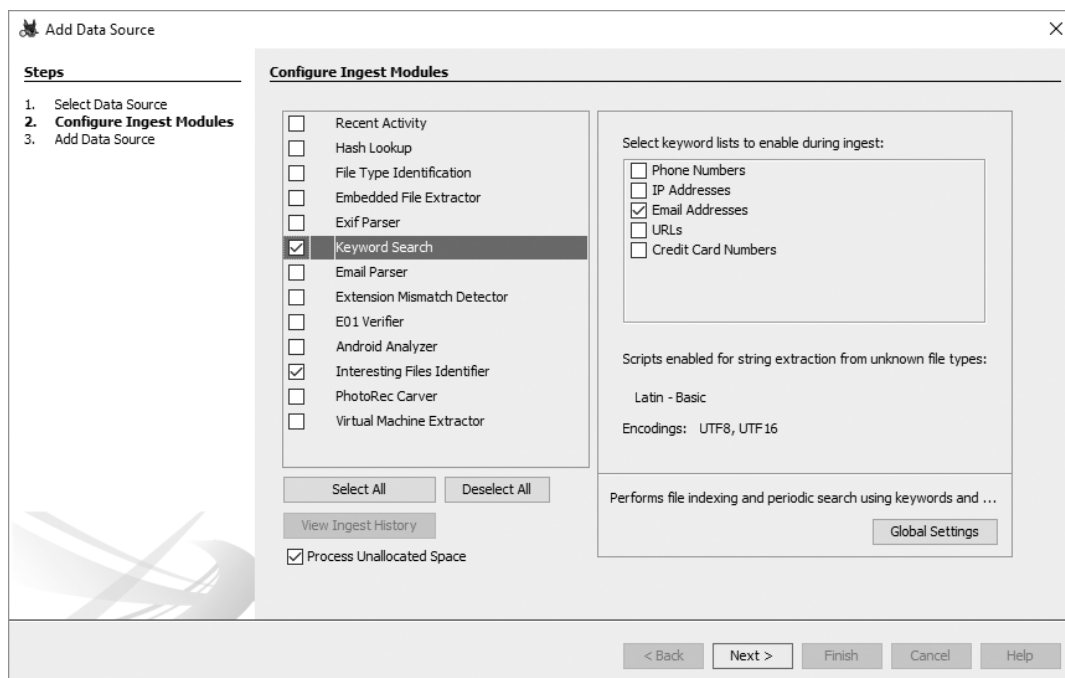 Add Data Source
Steps
1. Select Data Source
2. Configure Ingest Modules
3. Add Data Source
Configure Ingest Modules
Recent Activity
Hash Lookup
File Type Identification
Embedded File Extractor
Exif Parser
Keyword Search
Email Parser
Extension Mismatch Detector
E01 Verifier
Android Analyzer
Interesting Files Identifier
PhotoRec Carver
Virtual Machine Extractor
Select All
Deselect All
View Ingest History
Process Unallocated Space
Select keyword lists to enable during ingest:
Phone Numbers
IP Addresses
Email Addresses
URLs
Credit Card Numbers
Scripts enabled for string extraction from unknown file types:
Latin - Basic
Encodings: UTF8, UTF16
Performs file indexing and periodic search using keywords and ...
Global Settings
< Back
Next >
Finish
Cancel
Help